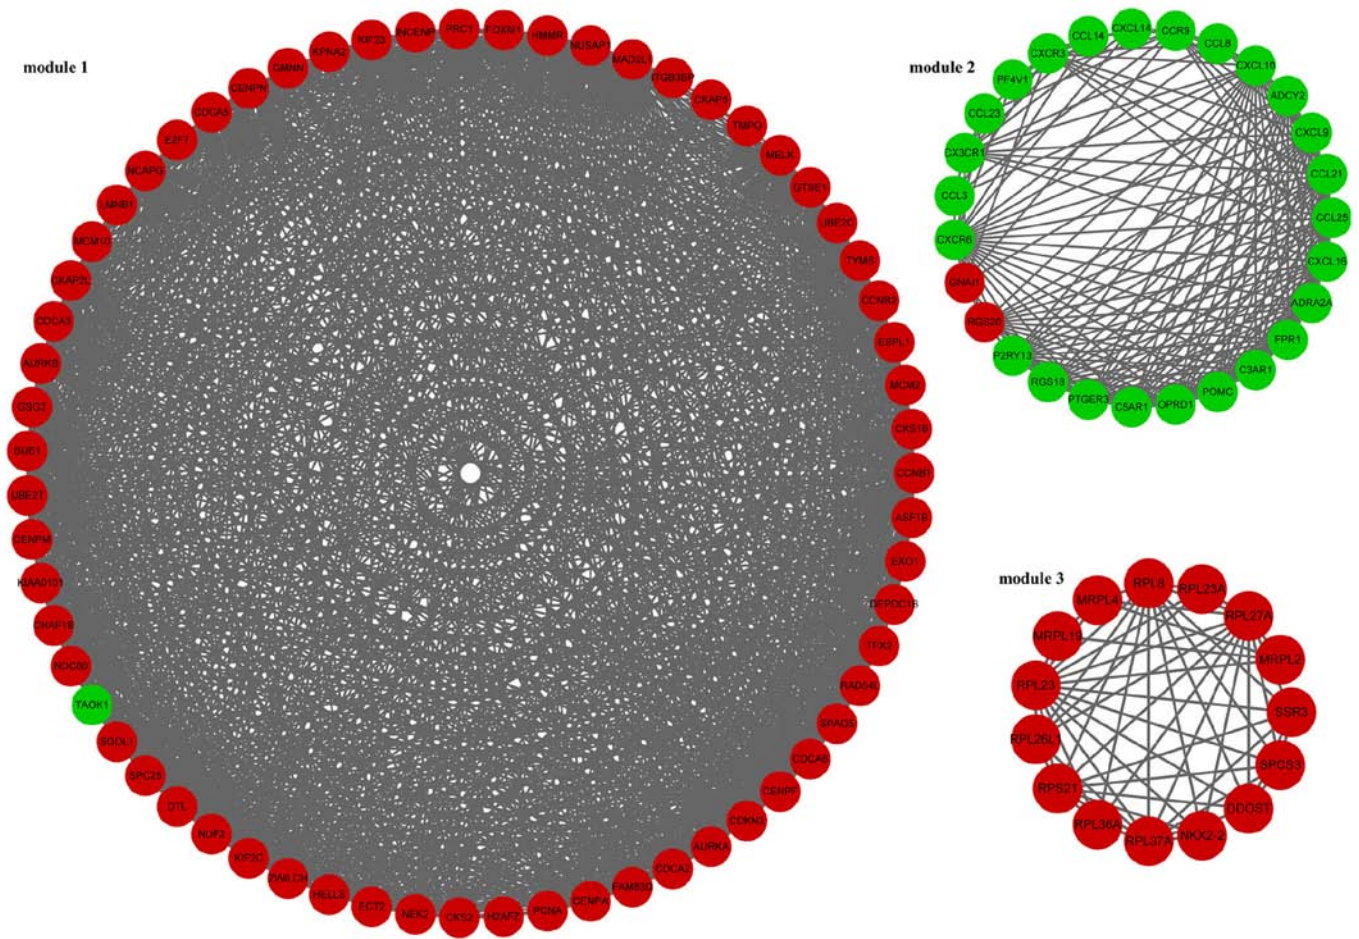 module 1
PRC1
FOXM1
HMMR
NUSAP1
MAD2L1
ITGB3BP
CKAP5
TMPO
MELK
GTSE1
UBE2C
TYMS
CCNB2
ESPL1
MCM2
CKS1B
CCNB1
ASF1B
EXO1
DEPDC1B
TPX2
RAD54L
SPAG5
CDCA8
CENPF
CDKN3
AURKA
CDCA2
FAM83D
CENPA
PCNA
H2AFZ
CKS2
NEK2
ECT2
HELLS
ZWILCH
KIF2C
NUF2
DTL
SPC25
SGOL1
TAOK1
NDC80
CHAF1B
KIAA0101
CENPM
UBE2T
BUB1
GSG2
AURKB
CDCA3
CKAP2L
MCM10
LMNB1
NCAPG
E2F7
CDCA5
CENPN
GMNN
KPNA2
KIF23
INCENP
module 2
CXCL14
CCR9
CCL8
CXCL10
ADCY2
CXCL9
CCL21
CCL25
CXCL16
ADRA2A
FPR1
C3AR1
POMC
OPRD1
C5AR1
PTGER3
RGS18
P2RY13
RGS20
GNAI1
CXCR6
CCL3
CX3CR1
CCL23
PF4V1
CXCR3
CCL14
module 3
RPL8
RPL23A
RPL27A
MRPL2
SSR3
SPCS3
DDOST
NKX2-2
RPL37A
RPL36A
RPS21
RPL26L1
RPL23
MRPL19
MRPL4